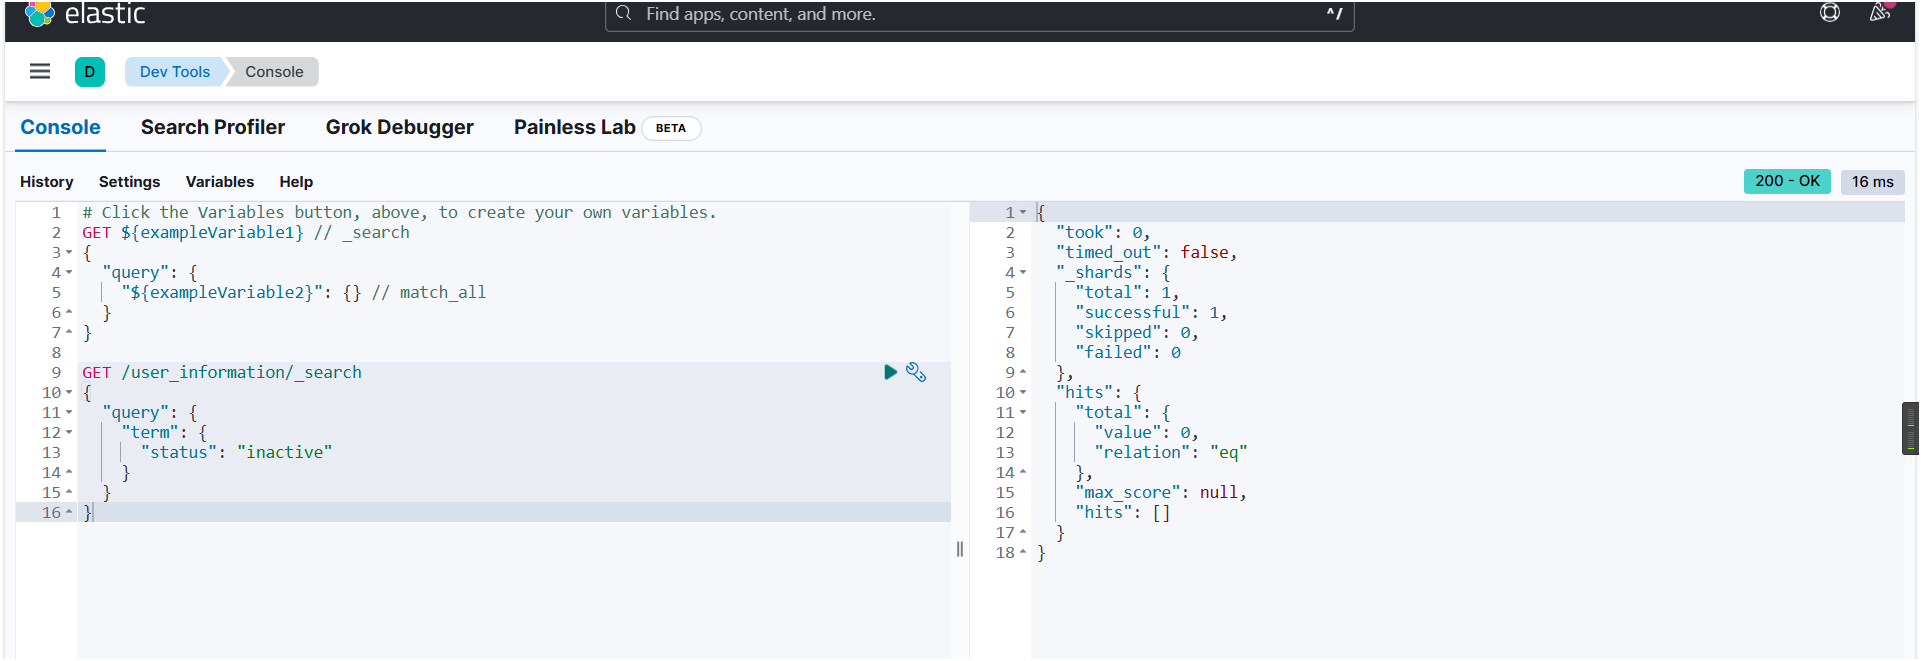 elastic
Find apps, content, and more.
^/
D
Dev Tools
Console
Console
Search Profiler
Grok Debugger
Painless Lab
BETA
History
Settings
Variables
Help
200 - OK
16 ms
1 # Click the Variables button, above, to create your own variables.
2 GET ${exampleVariable1} // _search
3 {
4 "query": {
5 "${exampleVariable2}": {} // match_all
6 }
7 }
8
9 GET /user_information/_search
10 {
11 "query": {
12 "term": {
13 "status": "inactive"
14 }
15 }
16 }
1 {
2 "took": 0,
3 "timed_out": false,
4 "_shards": {
5 "total": 1,
6 "successful": 1,
7 "skipped": 0,
8 "failed": 0
9 },
10 "hits": {
11 "total": {
12 "value": 0,
13 "relation": "eq"
14 },
15 "max_score": null,
16 "hits": []
17 }
18 }